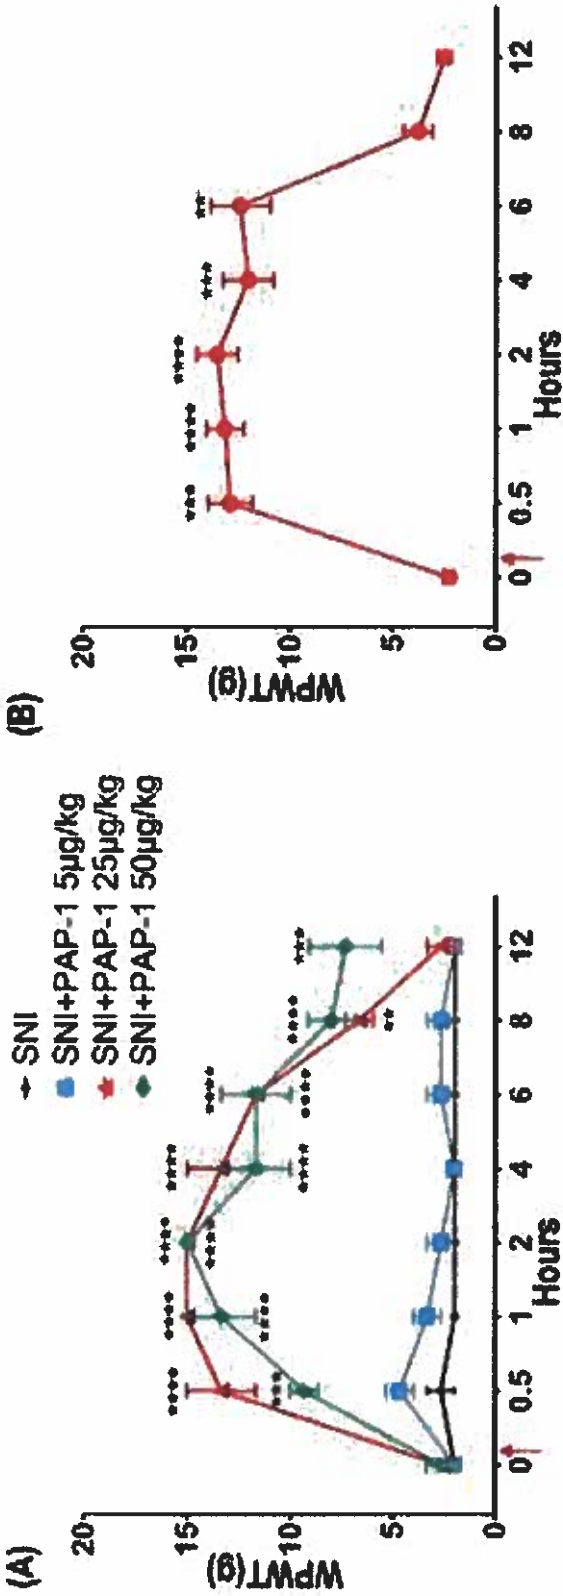 (A)
SNI
SNI+PAP-1 5µg/kg
SNI+PAP-1 25µg/kg
SNI+PAP-1 50µg/kg
WPWT(g)
20
15
10
5
0
**** **** **** **** **** ****
*** **** **** **** **** ** ***
0 0.5 1 2 4 6 8 12
Hours
(B)
WPWT(g)
20
15
10
5
0
*** **** **** *** **
0 0.5 1 2 4 6 8 12
Hours